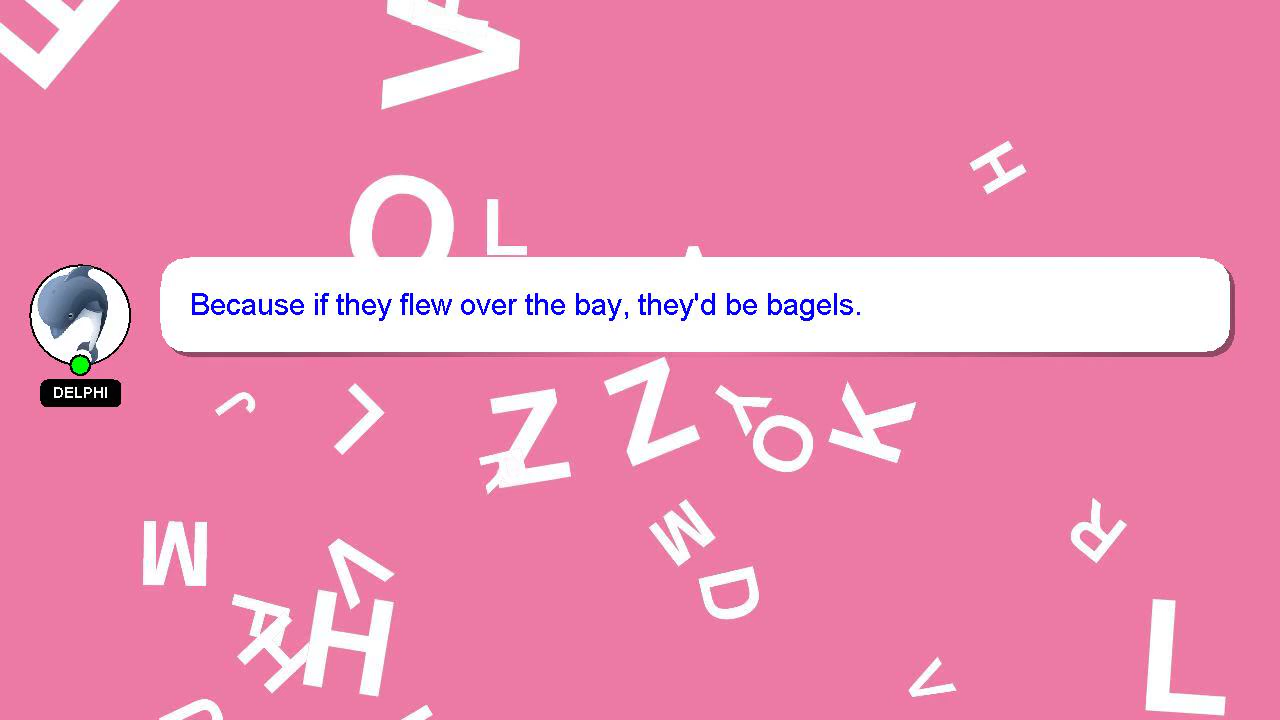 Because if they flew over the bay, they'd be bagels.
DELPHI
E
V
A
H
O
L
A
J
L
Z
R
Z
Y
O
K
M
M
D
R
V
P
H
H
L
V